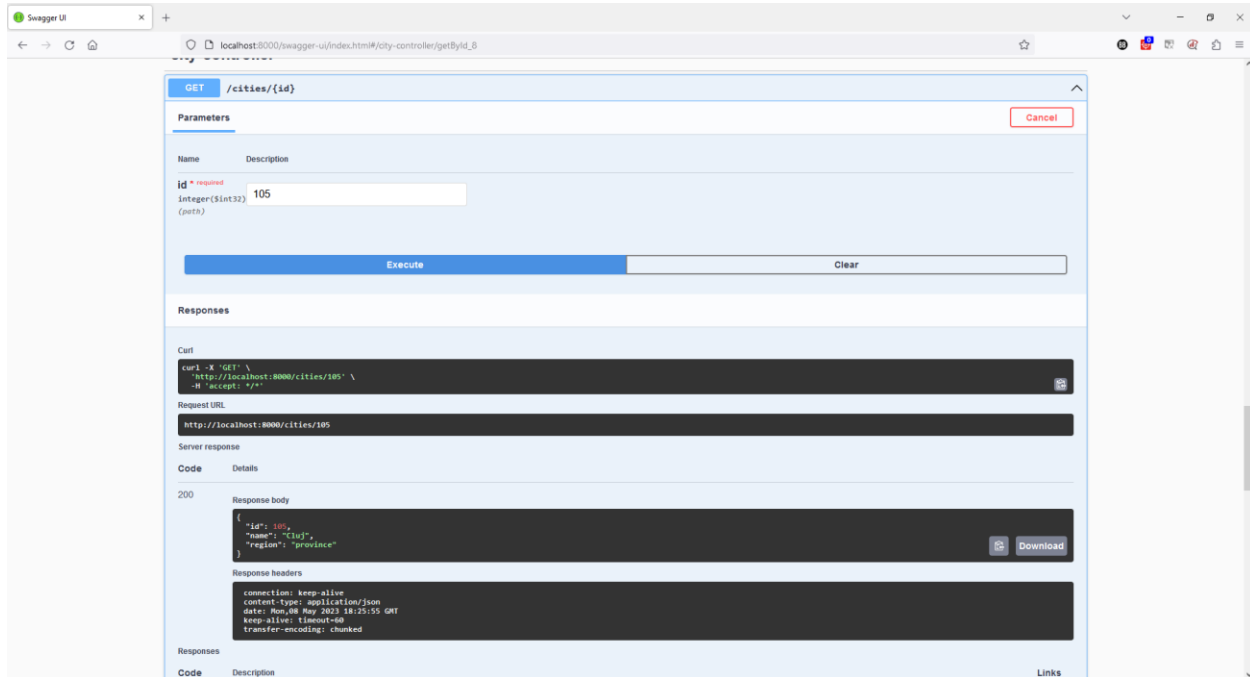 Swagger UI
localhost:8000/swagger-ui/index.html#/city-controller/getById_8
GET /cities/{id}
Parameters
Cancel
Name Description
id * required
integer($int32)
(path)
105
Execute Clear
Responses
Curl
curl -X 'GET' \
'http://localhost:8000/cities/105' \
-H 'accept: */*'
Request URL
http://localhost:8000/cities/105
Server response
Code Details
200
Response body
{
"id": 105,
"name": "Cluj",
"region": "province"
}
Download
Response headers
connection: keep-alive
content-type: application/json
date: Mon,08 May 2023 18:25:55 GMT
keep-alive: timeout=60
transfer-encoding: chunked
Responses
Code Description Links